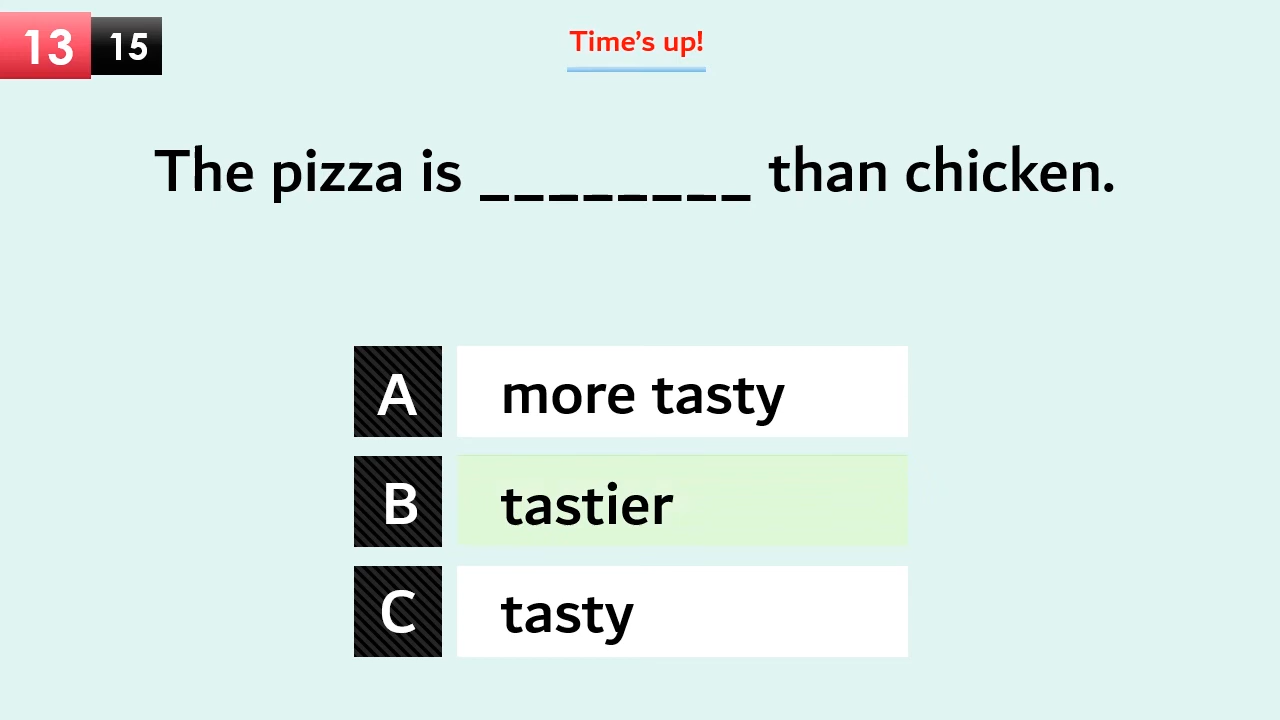 13 15
Time’s up!
The pizza is ________ than chicken.
A more tasty
B tastier
C tasty